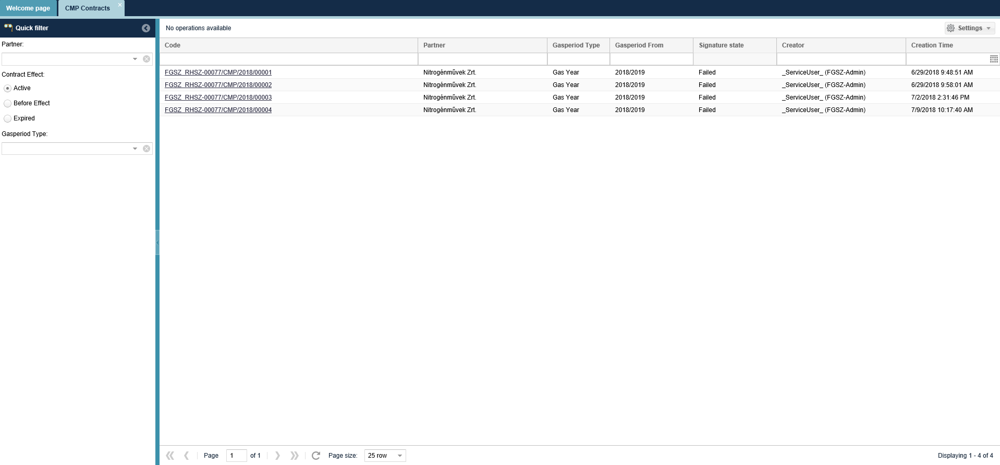 Welcome page
CMP Contracts
Quick filter
Partner:
Contract Effect:
Active
Before Effect
Expired
Gasperiod Type:
No operations available
Settings
Code Partner Gasperiod Type Gasperiod From Signature state Creator Creation Time
FGSZ_RHSZ-00077/CMP/2018/00001 Nitrogénművek Zrt. Gas Year 2018/2019 Failed _ServiceUser_ (FGSZ-Admin) 6/29/2018 9:48:51 AM
FGSZ_RHSZ-00077/CMP/2018/00002 Nitrogénművek Zrt. Gas Year 2018/2019 Failed _ServiceUser_ (FGSZ-Admin) 6/29/2018 9:58:01 AM
FGSZ_RHSZ-00077/CMP/2018/00003 Nitrogénművek Zrt. Gas Year 2018/2019 Failed _ServiceUser_ (FGSZ-Admin) 7/2/2018 2:31:46 PM
FGSZ_RHSZ-00077/CMP/2018/00004 Nitrogénművek Zrt. Gas Year 2018/2019 Failed _ServiceUser_ (FGSZ-Admin) 7/9/2018 10:17:40 AM
Page 1 of 1 Page size: 25 row Displaying 1 - 4 of 4